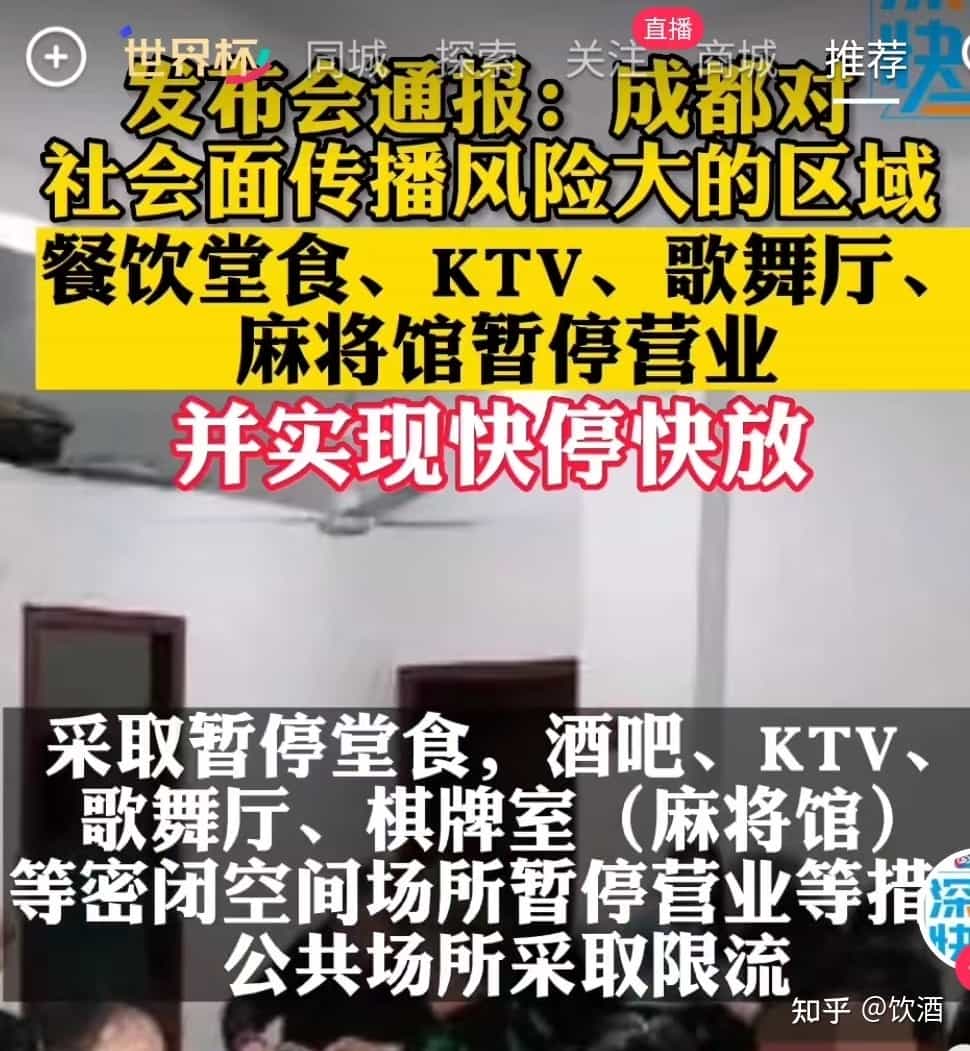 世界杯 同城 探索 关注 直播 商城 推荐
快
发布会通报：成都对
社会面传播风险大的区域
餐饮堂食、KTV、歌舞厅、
麻将馆暂停营业
并实现快停快放
采取暂停堂食，酒吧、KTV、
歌舞厅、棋牌室（麻将馆）
等密闭空间场所暂停营业等措
公共场所采取限流
深
快
知乎 @饮酒